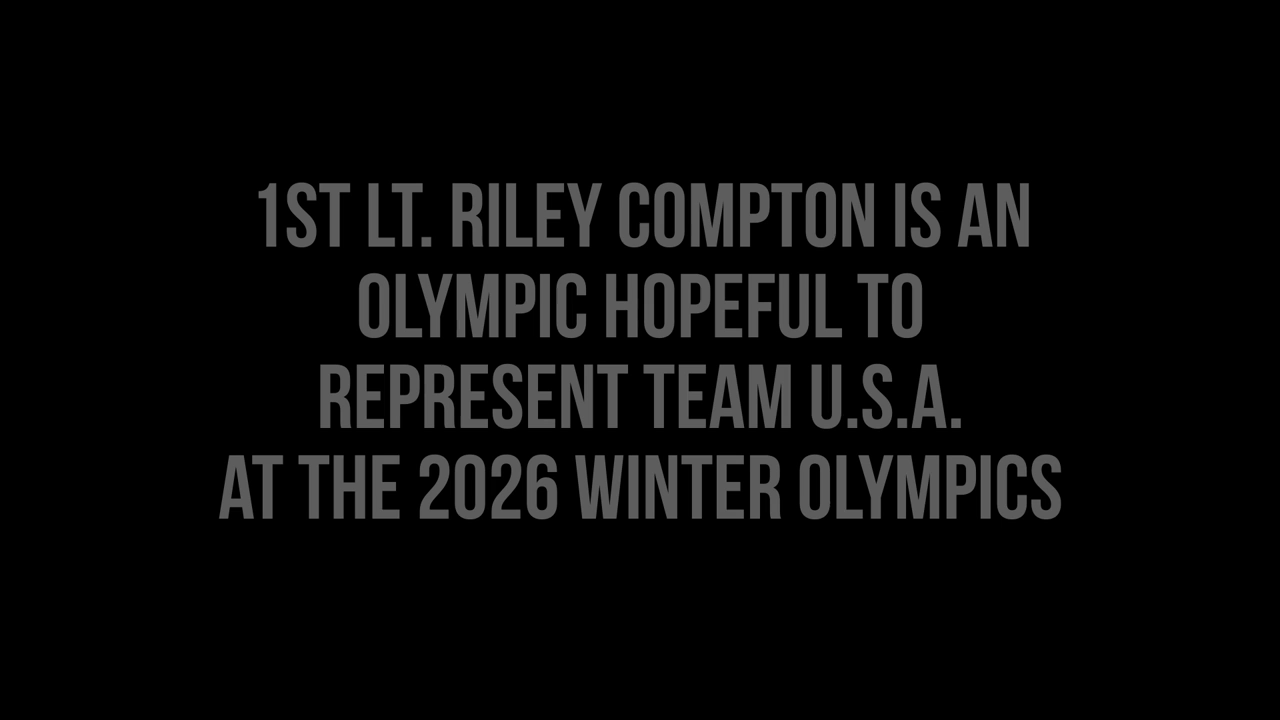 1ST LT. RILEY COMPTON IS AN
OLYMPIC HOPEFUL TO
REPRESENT TEAM U.S.A.
AT THE 2026 WINTER OLYMPICS